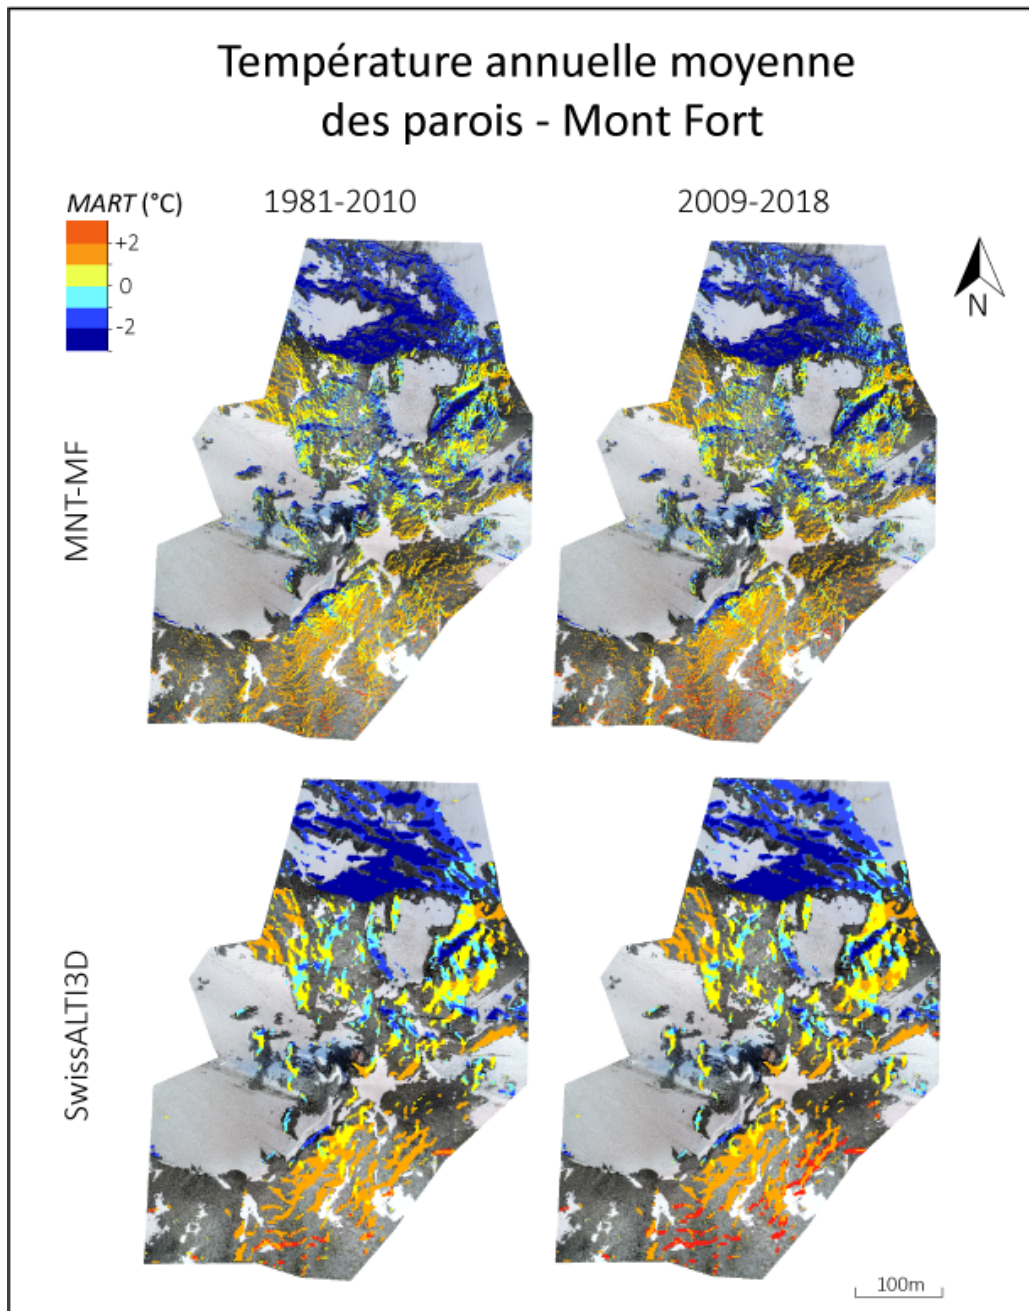 Température annuelle moyenne
des parois - Mont Fort
MART (°C)
1981-2010
2009-2018
+2
0
-2
N
MNT-MF
SwissALTI3D
100m